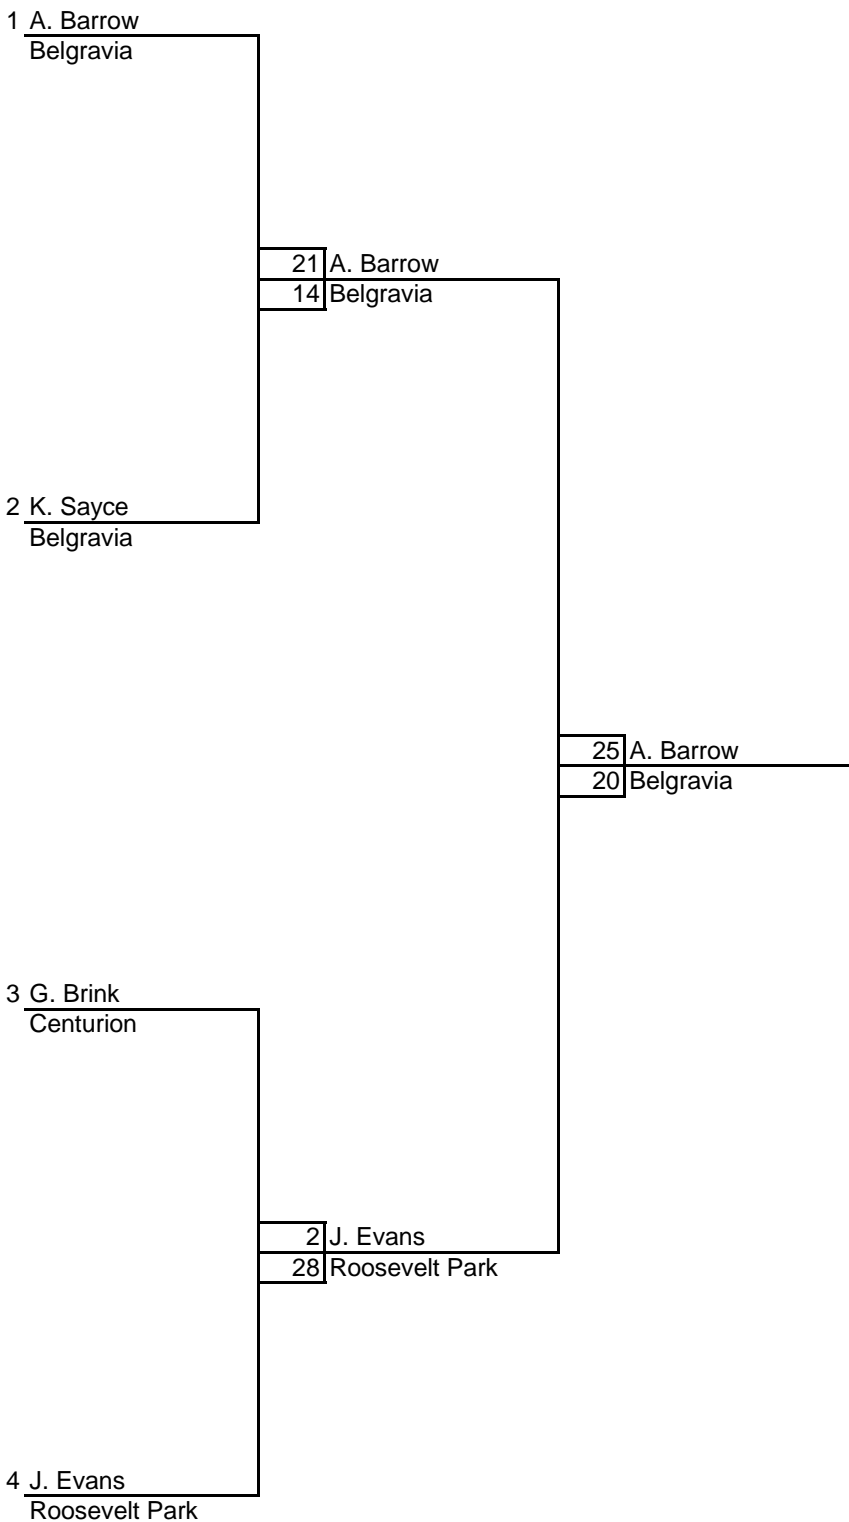 1 A. Barrow
Belgravia
21 A. Barrow
14 Belgravia
2 K. Sayce
Belgravia
25 A. Barrow
20 Belgravia
3 G. Brink
Centurion
2 J. Evans
28 Roosevelt Park
4 J. Evans
Roosevelt Park